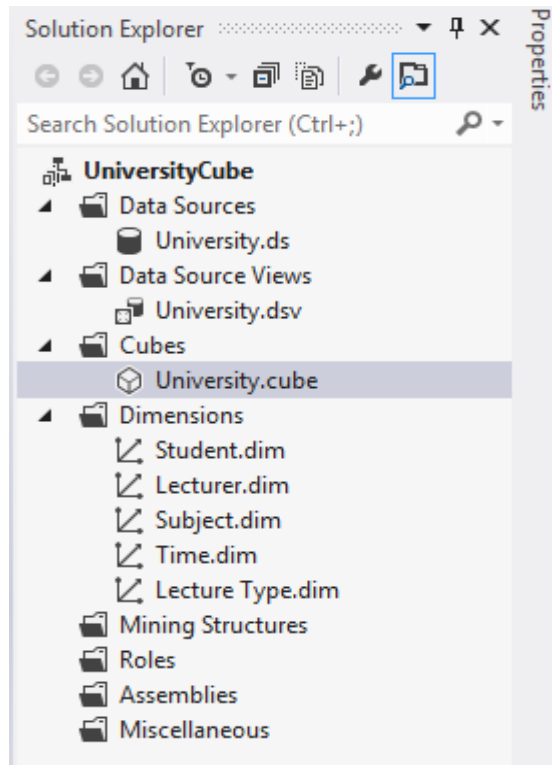 Solution Explorer
Properties
Search Solution Explorer (Ctrl+;)
UniversityCube
Data Sources
University.ds
Data Source Views
University.dsv
Cubes
University.cube
Dimensions
Student.dim
Lecturer.dim
Subject.dim
Time.dim
Lecture Type.dim
Mining Structures
Roles
Assemblies
Miscellaneous